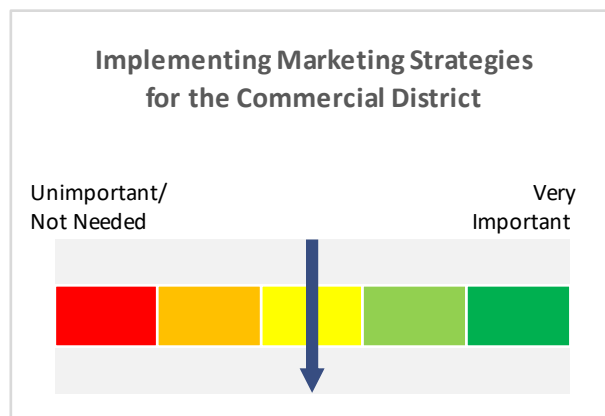 Implementing Marketing Strategies
for the Commercial District
Unimportant/
Not Needed
Very
Important